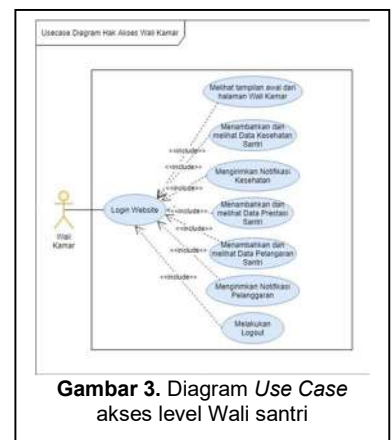 Usecase Diagram Hak Akses Wali Kamar
Melihat tampilan awal dari
halaman Wali Kamar
Menambahkan dan
melihat Data Kesehatan
Santri
<<include>>
<<include>>
Mengirimkan Notifikasi
Kesehatan
<<include>>
Login Website
<<include>>
Menambahkan dan
melihat Data Prestasi
santri
Wali
Kamar
<<include>>
Menambahkan dan
melihat Data Pelangaran
Santri
<<include>>
Mengirimkan Notifikasi
Pelanggaran
<<include>>
Melakukan
Logout
Gambar 3. Diagram Use Case
akses level Wali santri